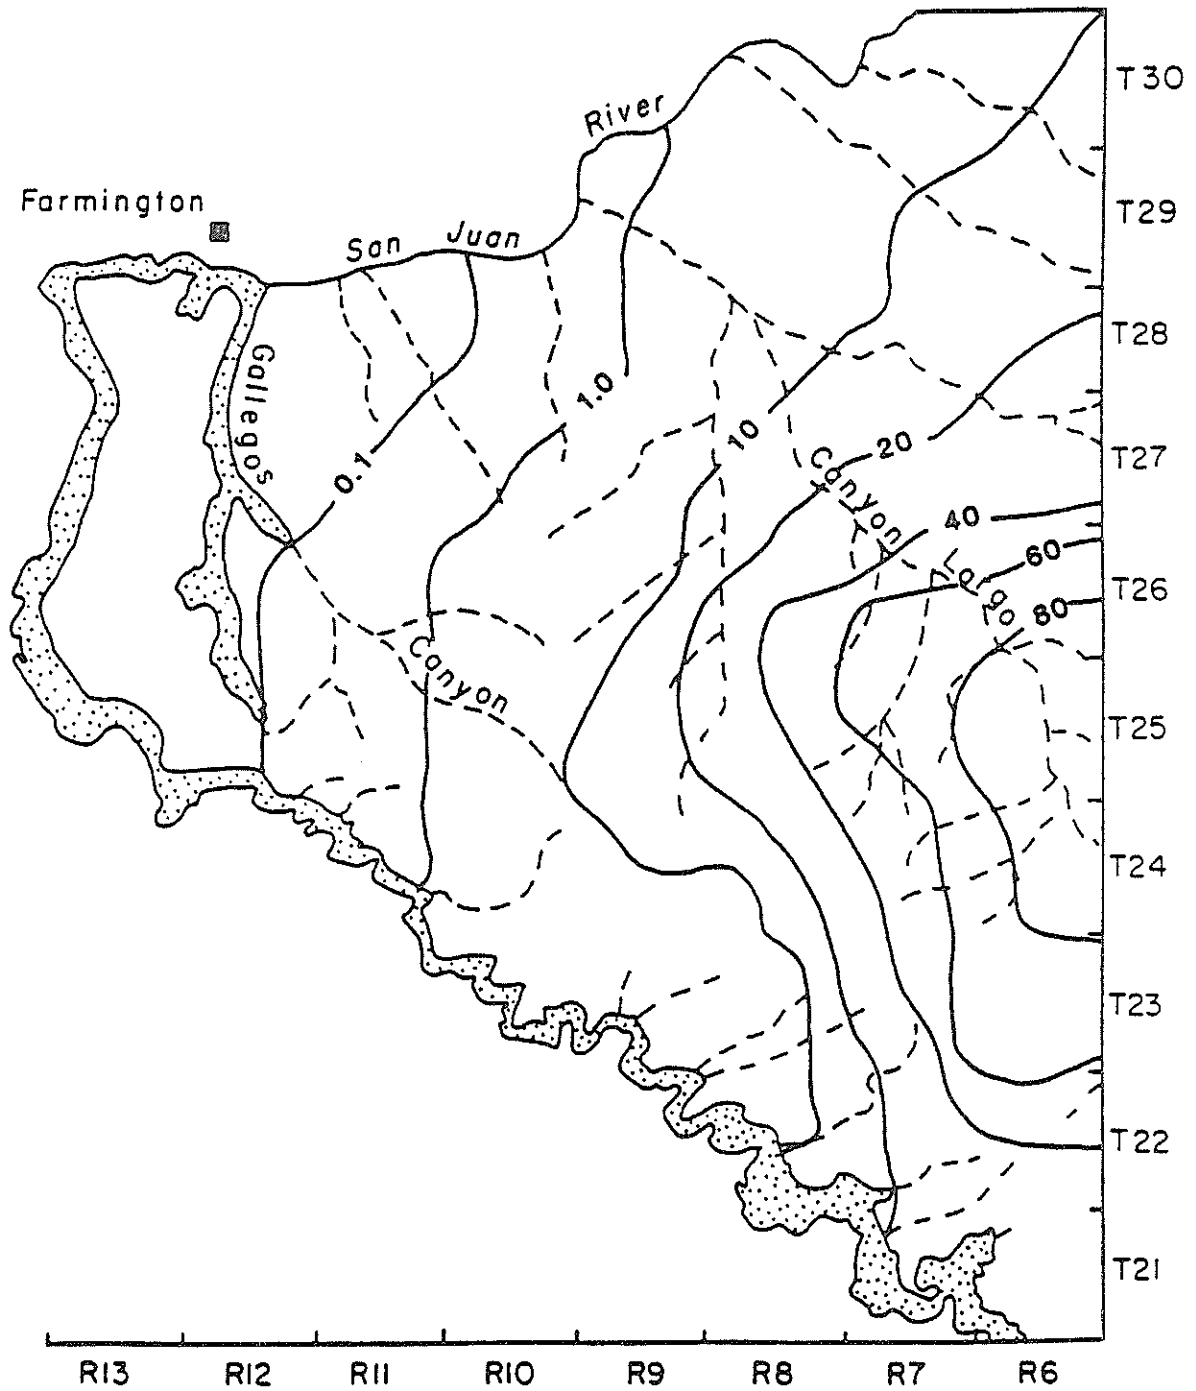 T30
River
Farmington
T29
San Juan
T28
Gallegos
1.0
10
20
T27
0.1
Canyon
40
60
T26
Largo
80
Canyon
T25
T24
T23
T22
T21
R13 R12 R11 R10 R9 R8 R7 R6